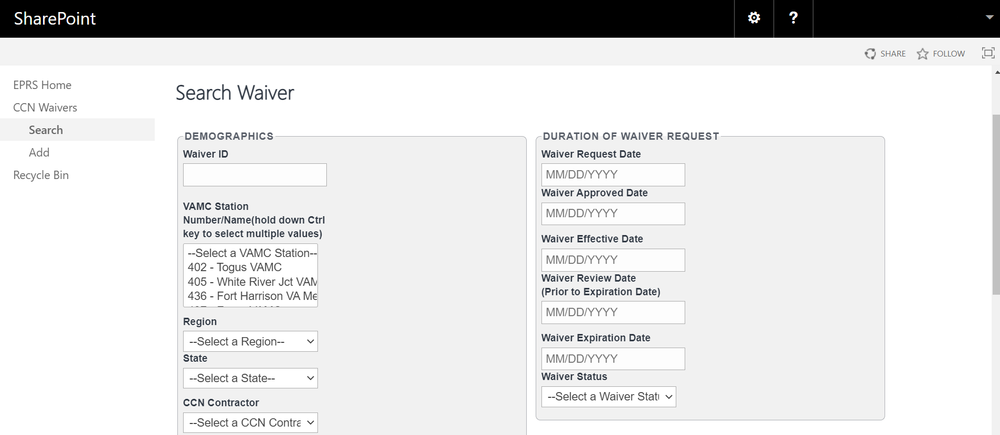 SharePoint
?
SHARE
FOLLOW
EPRS Home
CCN Waivers
Search
Add
Recycle Bin
Search Waiver
DEMOGRAPHICS
Waiver ID
VAMC Station
Number/Name(hold down Ctrl
key to select multiple values)
--Select a VAMC Station--
402 - Togus VAMC
405 - White River Jct VAM
436 - Fort Harrison VA Me
Region
--Select a Region--
State
--Select a State--
CCN Contractor
--Select a CCN Contra
DURATION OF WAIVER REQUEST
Waiver Request Date
MM/DD/YYYY
Waiver Approved Date
MM/DD/YYYY
Waiver Effective Date
MM/DD/YYYY
Waiver Review Date
(Prior to Expiration Date)
MM/DD/YYYY
Waiver Expiration Date
MM/DD/YYYY
Waiver Status
--Select a Waiver Statu